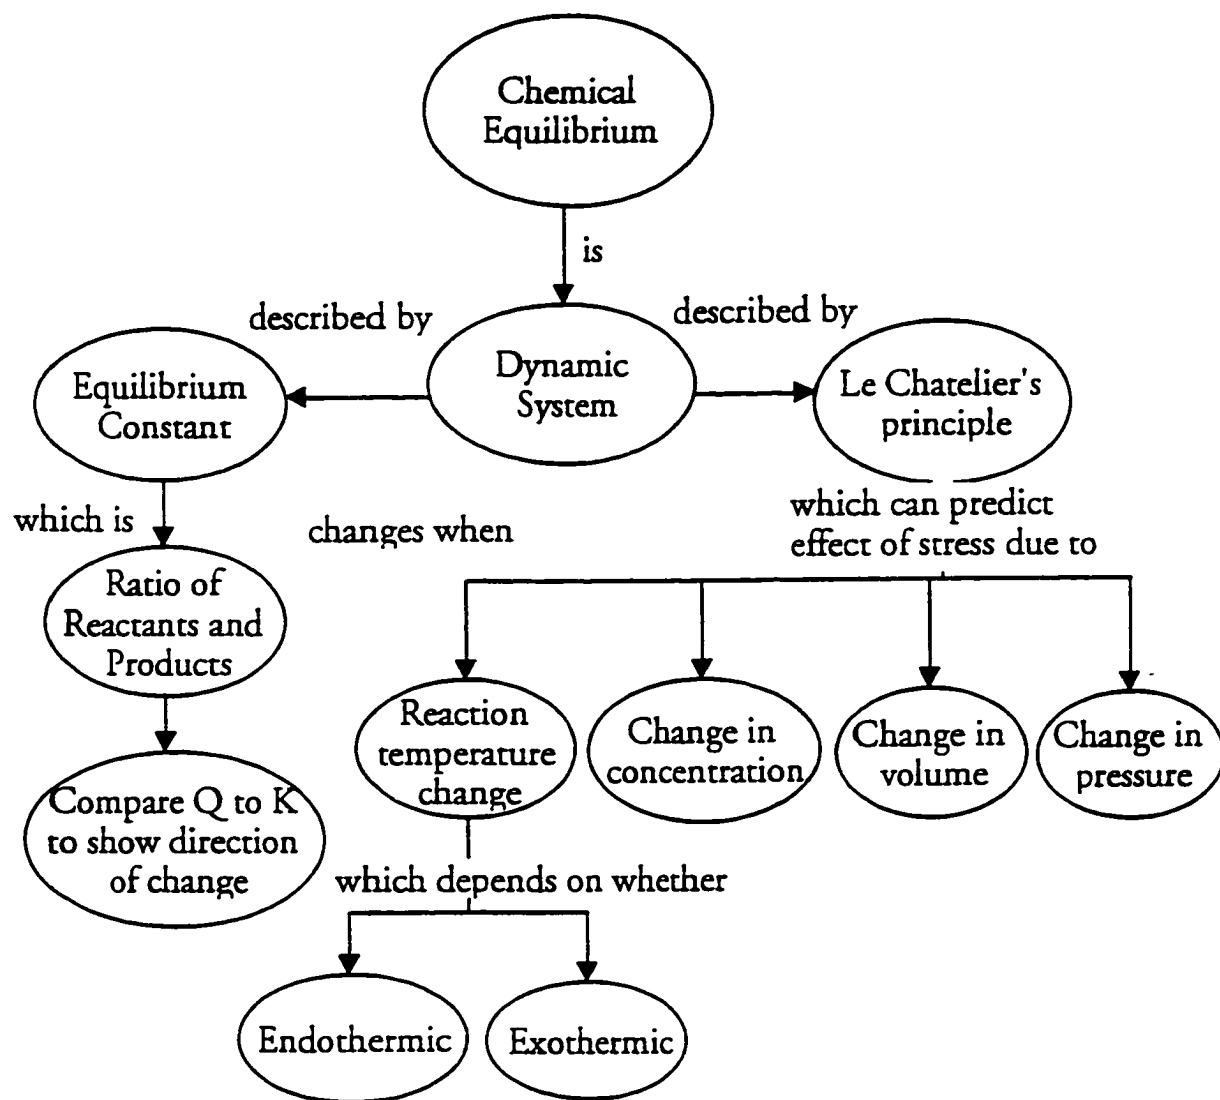 Chemical
Equilibrium
is
described by
described by
Equilibrium
Constant
Dynamic
System
Le Chatelier's
principle
which is
changes when
which can predict
effect of stress due to
Ratio of
Reactants and
Products
Reaction
temperature
change
Change in
concentration
Change in
volume
Change in
pressure
Compare Q to K
to show direction
of change
which depends on whether
Endothermic
Exothermic